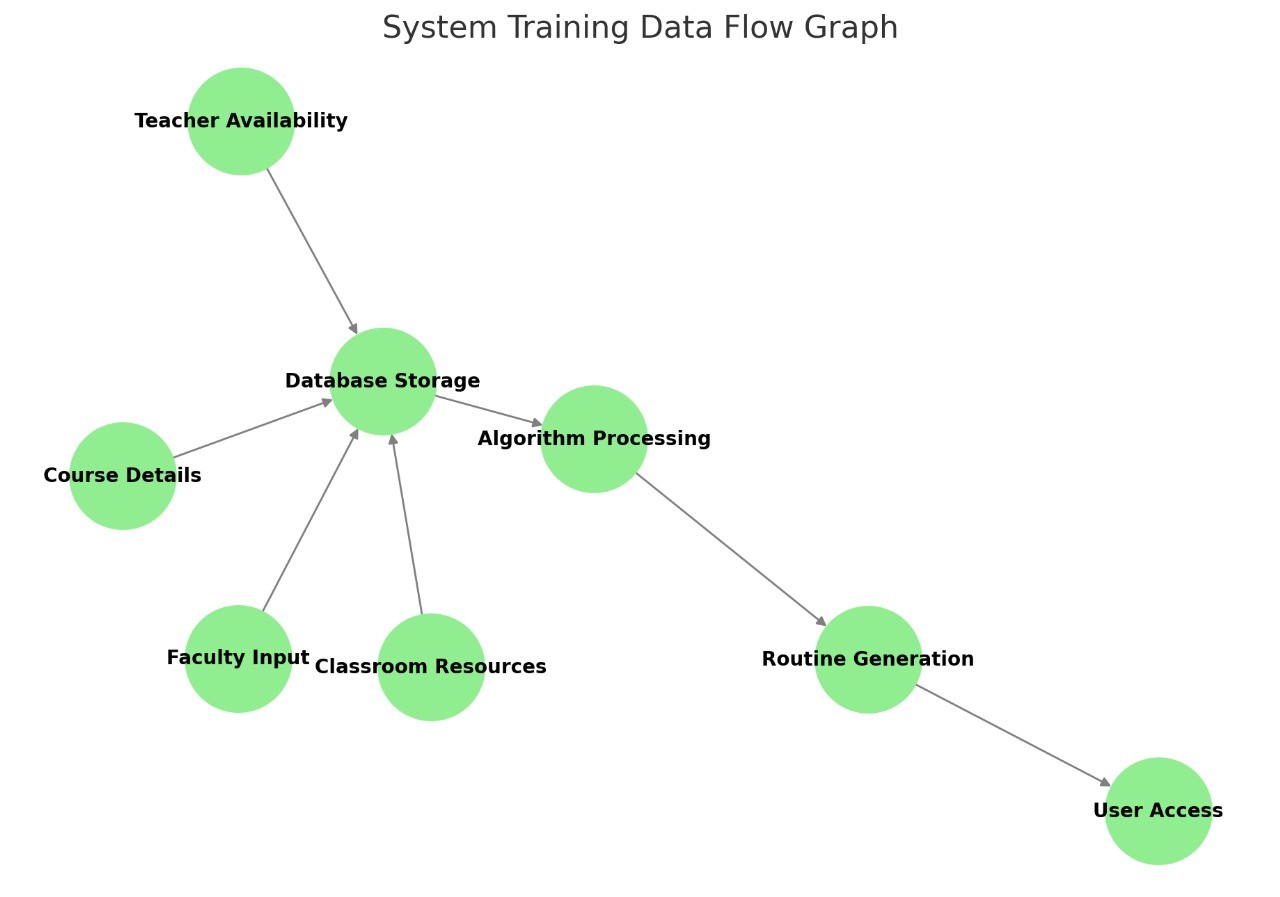 System Training Data Flow Graph
Teacher Availability
Database Storage
Algorithm Processing
Course Details
Faculty Input
Classroom Resources
Routine Generation
User Access